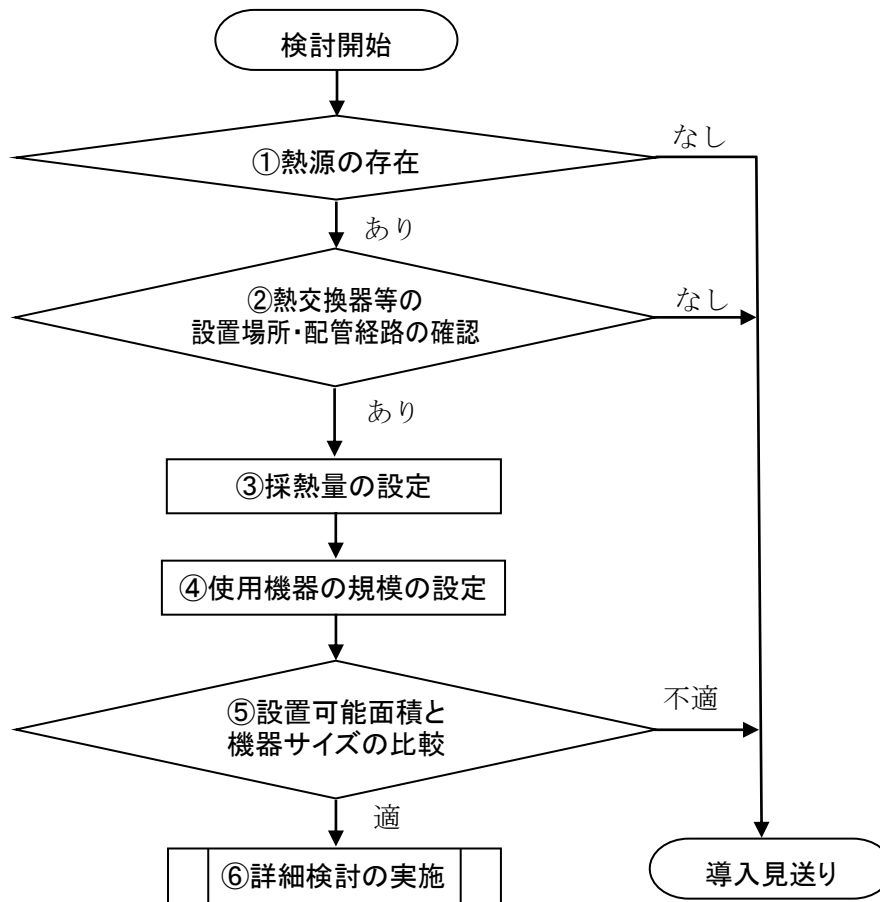 検討開始
①熱源の存在
なし
あり
②熱交換器等の
設置場所・配管経路の確認
なし
あり
③採熱量の設定
④使用機器の規模の設定
⑤設置可能面積と
機器サイズの比較
不適
適
⑥詳細検討の実施
導入見送り